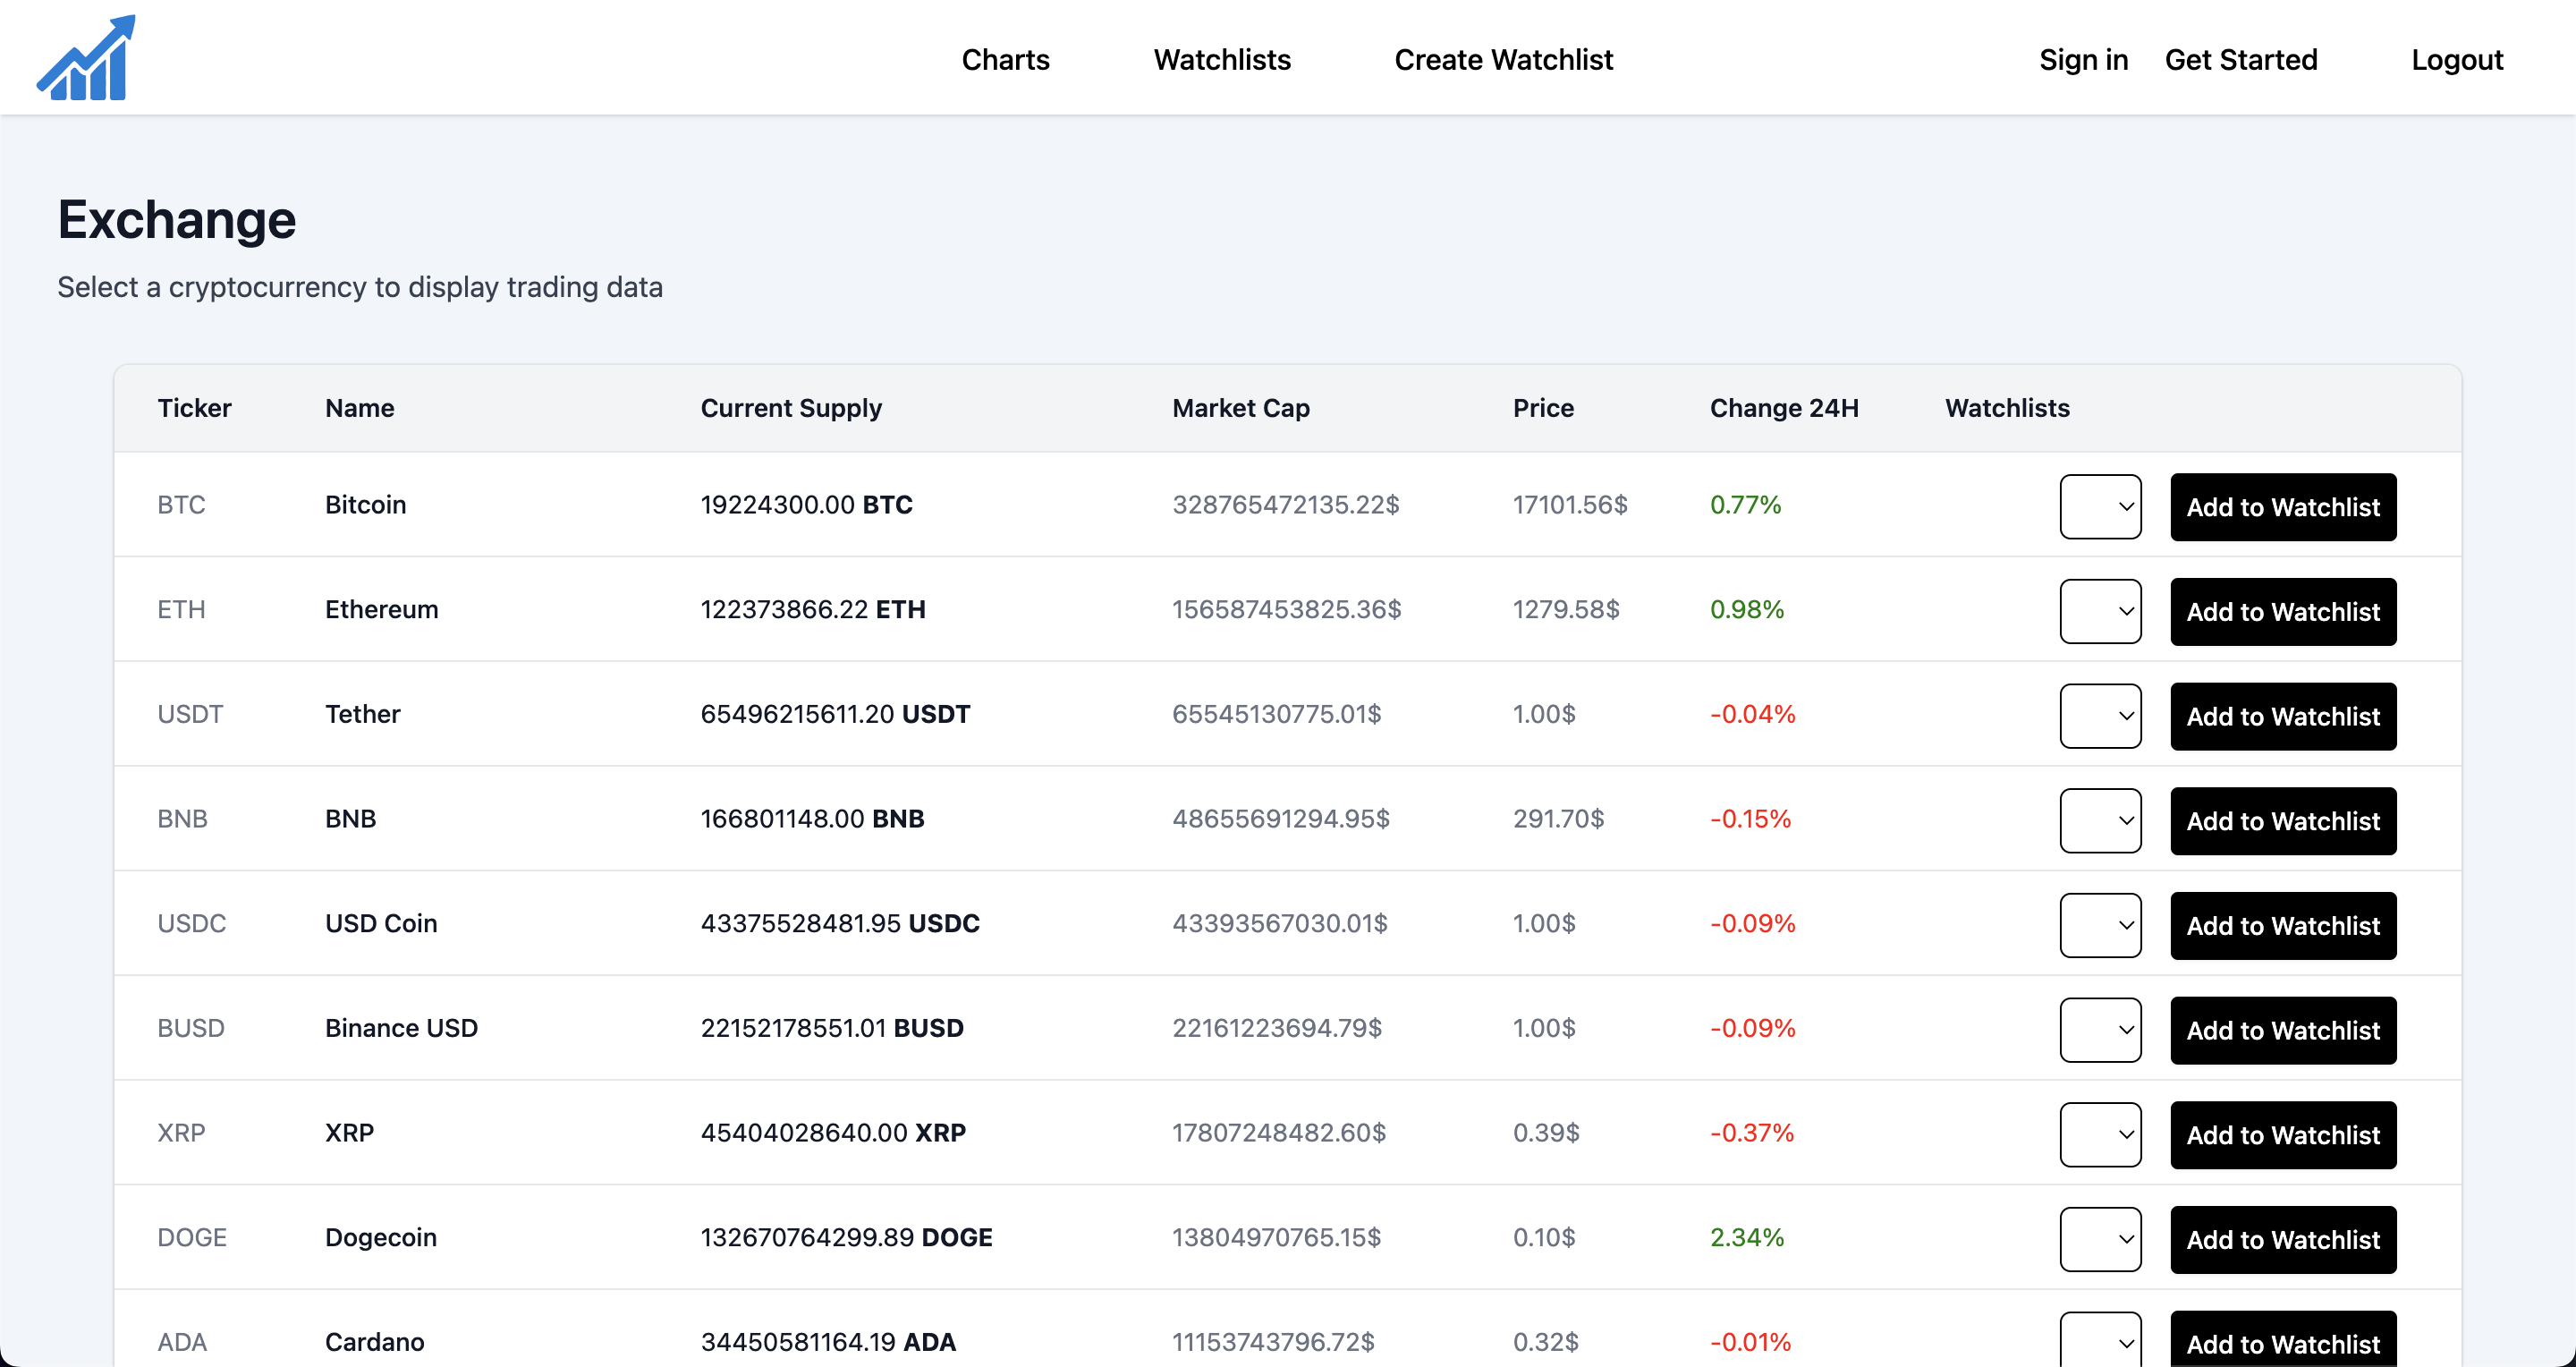 Charts Watchlists Create Watchlist Sign in Get Started Logout
Exchange
Select a cryptocurrency to display trading data
Ticker Name Current Supply Market Cap Price Change 24H Watchlists
BTC Bitcoin 19224300.00 BTC 328765472135.22$ 17101.56$ 0.77% Add to Watchlist
ETH Ethereum 122373866.22 ETH 156587453825.36$ 1279.58$ 0.98% Add to Watchlist
USDT Tether 65496215611.20 USDT 65545130775.01$ 1.00$ -0.04% Add to Watchlist
BNB BNB 166801148.00 BNB 48655691294.95$ 291.70$ -0.15% Add to Watchlist
USDC USD Coin 43375528481.95 USDC 43393567030.01$ 1.00$ -0.09% Add to Watchlist
BUSD Binance USD 22152178551.01 BUSD 22161223694.79$ 1.00$ -0.09% Add to Watchlist
XRP XRP 45404028640.00 XRP 17807248482.60$ 0.39$ -0.37% Add to Watchlist
DOGE Dogecoin 132670764299.89 DOGE 13804970765.15$ 0.10$ 2.34% Add to Watchlist
ADA Cardano 34450581164.19 ADA 11153743796.72$ 0.32$ -0.01% Add to Watchlist